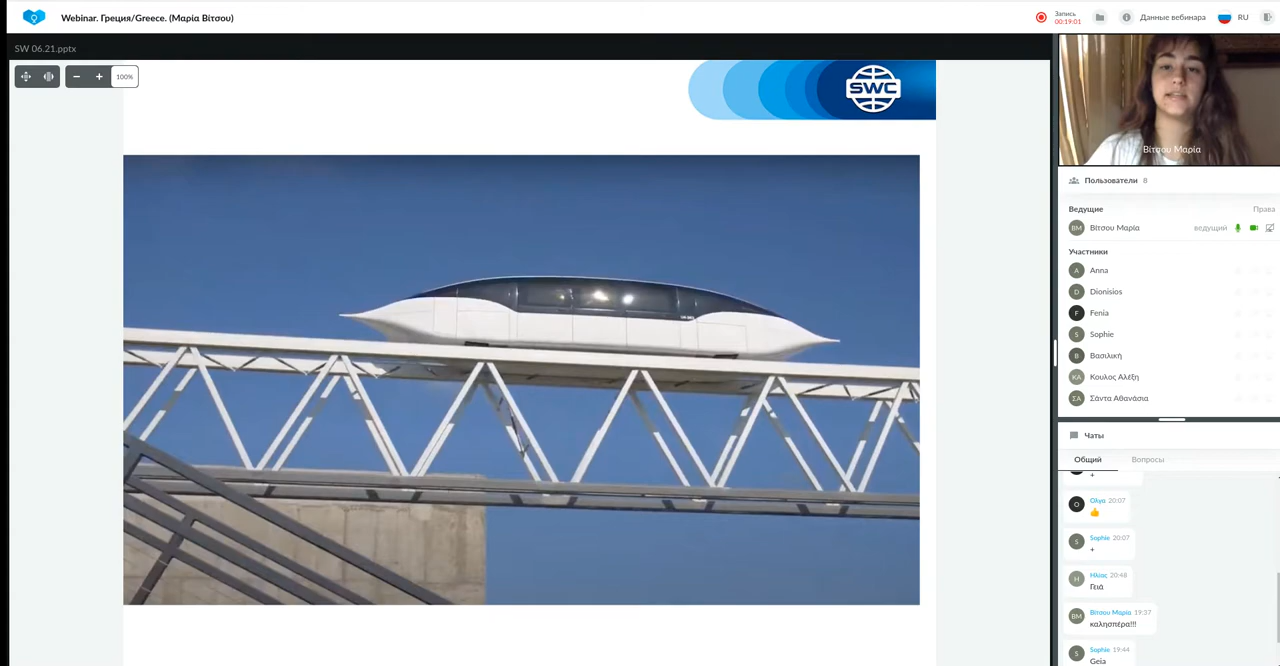 Webinar. Греция/Greece. (Μαρία Βίτσου)
Запись
00:19:01
Данные вебинара
RU
SW 06.21.pptx
100%
SWC
Βίτσου Μαρία
Пользователи 8
Ведущие Права
ΒΜ Βίτσου Μαρία ведущий
Участники
A Anna
D Dionisios
F Fenia
S Sophie
Β Βασιλική
ΚΑ Κουλος Αλέξη
ΣΑ Σάντα Αθανάσια
Чаты
Общий Вопросы
+
O Olya 20:07
👍
S Sophie 20:07
+
Η Ηλίας 20:48
Γειά
ΒΜ Βίτσου Μαρία 19:37
καλησπέρα!!!
S Sophie 19:44
Geia